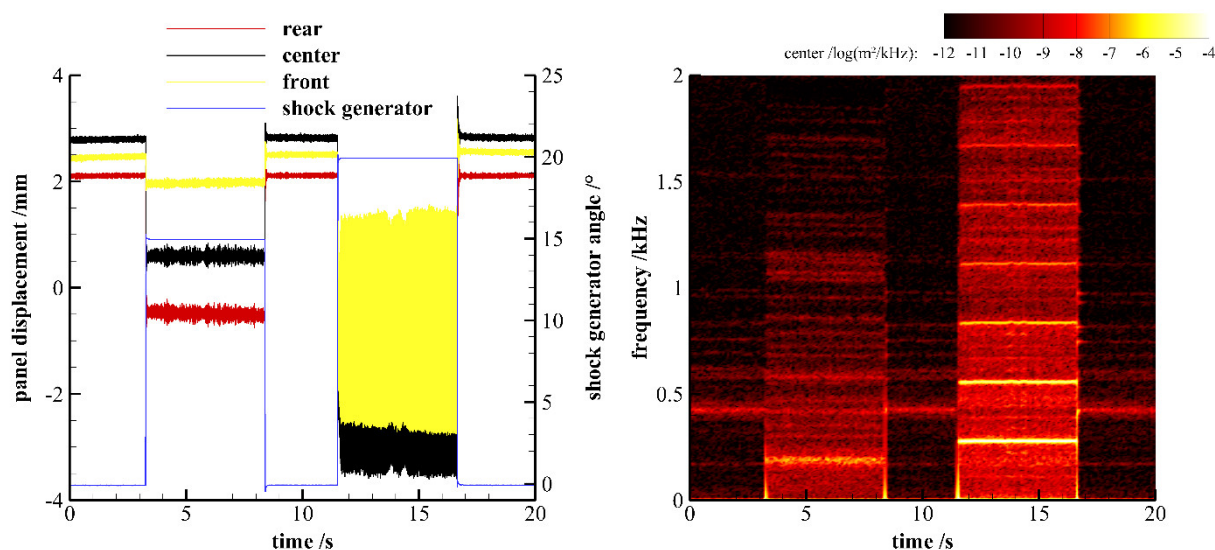 rear
center
front
shock generator
center /log(m²/kHz): -12 -11 -10 -9 -8 -7 -6 -5 -4
panel displacement /mm
4
2
0
-2
-4
25
20
15
10
5
0
shock generator angle /°
0 5 10 15 20
time /s
frequency /kHz
2
1.5
1
0.5
0
0 5 10 15 20
time /s